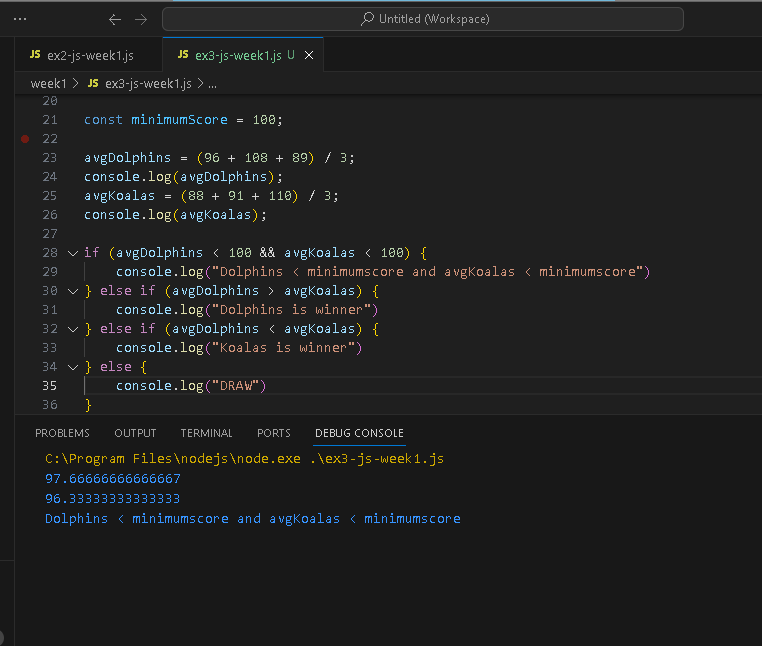 Untitled (Workspace)
JS ex2-js-week1.js JS ex3-js-week1.js U
week1 > JS ex3-js-week1.js > ...
20
21 const minimumScore = 100;
22
23 avgDolphins = (96 + 108 + 89) / 3;
24 console.log(avgDolphins);
25 avgKoalas = (88 + 91 + 110) / 3;
26 console.log(avgKoalas);
27
28 if (avgDolphins < 100 && avgKoalas < 100) {
29 console.log("Dolphins < minimumscore and avgKoalas < minimumscore")
30 } else if (avgDolphins > avgKoalas) {
31 console.log("Dolphins is winner")
32 } else if (avgDolphins < avgKoalas) {
33 console.log("Koalas is winner")
34 } else {
35 console.log("DRAW")
36 }
PROBLEMS OUTPUT TERMINAL PORTS DEBUG CONSOLE
C:\Program Files\nodejs\node.exe .\ex3-js-week1.js
97.66666666666667
96.33333333333333
Dolphins < minimumscore and avgKoalas < minimumscore